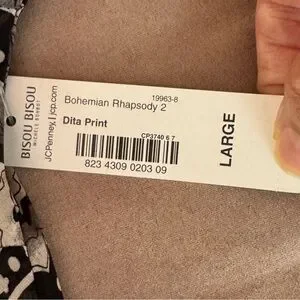 BISOU BISOU
MICHELE BOHBOT
JCPenney | jcp.com
19963-8
Bohemian Rhapsody 2
Dita Print
CP3740 6 7
823 4309 0203 09
LARGE